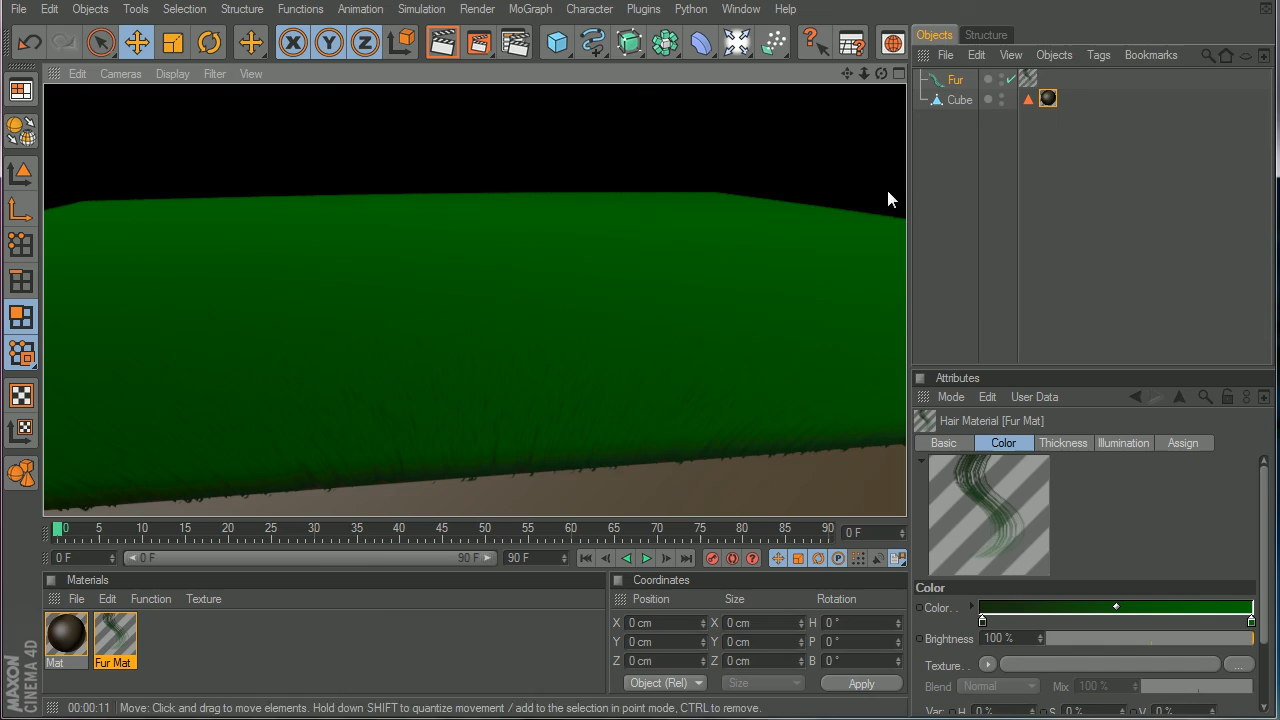 File Edit Objects Tools Selection Structure Functions Animation Simulation Render MoGraph Character Plugins Python Window Help
Objects Structure
File Edit View Objects Tags Bookmarks
Edit Cameras Display Filter View
Fur
Cube
Attributes
Mode Edit User Data
Hair Material [Fur Mat]
Basic Color Thickness Illumination Assign
0 5 10 15 20 25 30 35 40 45 50 55 60 65 70 75 80 85 90 0 F
0 F 0 F 90 F 90 F
Materials
File Edit Function Texture
Mat Fur Mat
Coordinates
Position Size Rotation
X 0 cm X 0 cm H 0 °
Y 0 cm Y 0 cm P 0 °
Z 0 cm Z 0 cm B 0 °
Object (Rel) Size Apply
Color
Color. .
Brightness 100 %
Texture. . ...
Blend Normal Mix 100 %
Var: H 0 % S 0 % V 0 %
MAXON
CINEMA 4D
00:00:11 Move: Click and drag to move elements. Hold down SHIFT to quantize movement / add to the selection in point mode, CTRL to remove.